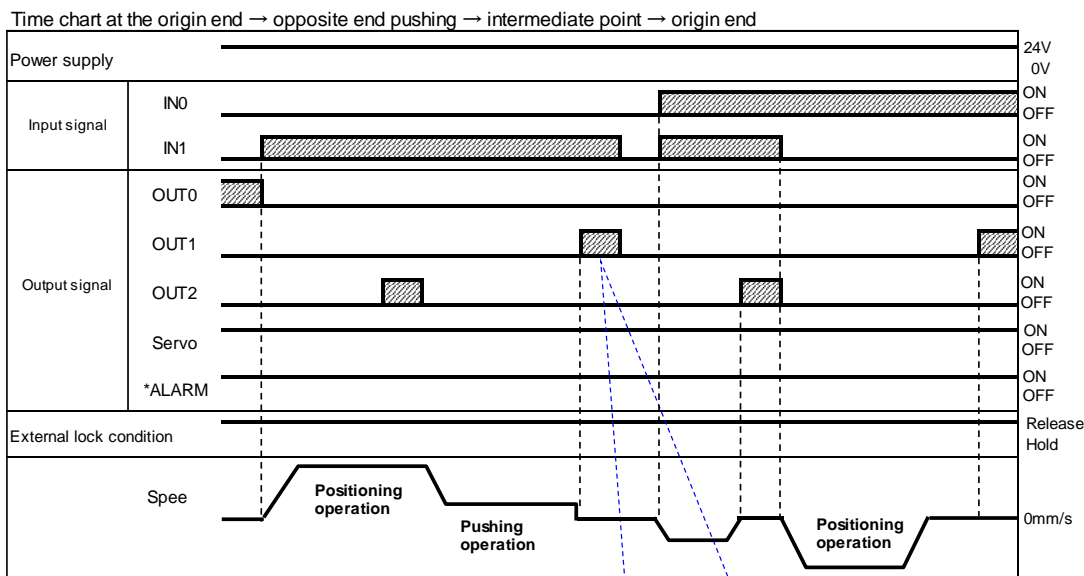 Time chart at the origin end → opposite end pushing → intermediate point → origin end
Power supply
24V
0V
Input signal
IN0
ON
OFF
IN1
ON
OFF
Output signal
OUT0
ON
OFF
OUT1
ON
OFF
OUT2
ON
OFF
Servo
ON
OFF
*ALARM
ON
OFF
External lock condition
Release
Hold
Spee
Positioning
operation
Pushing
operation
Positioning
operation
0mm/s